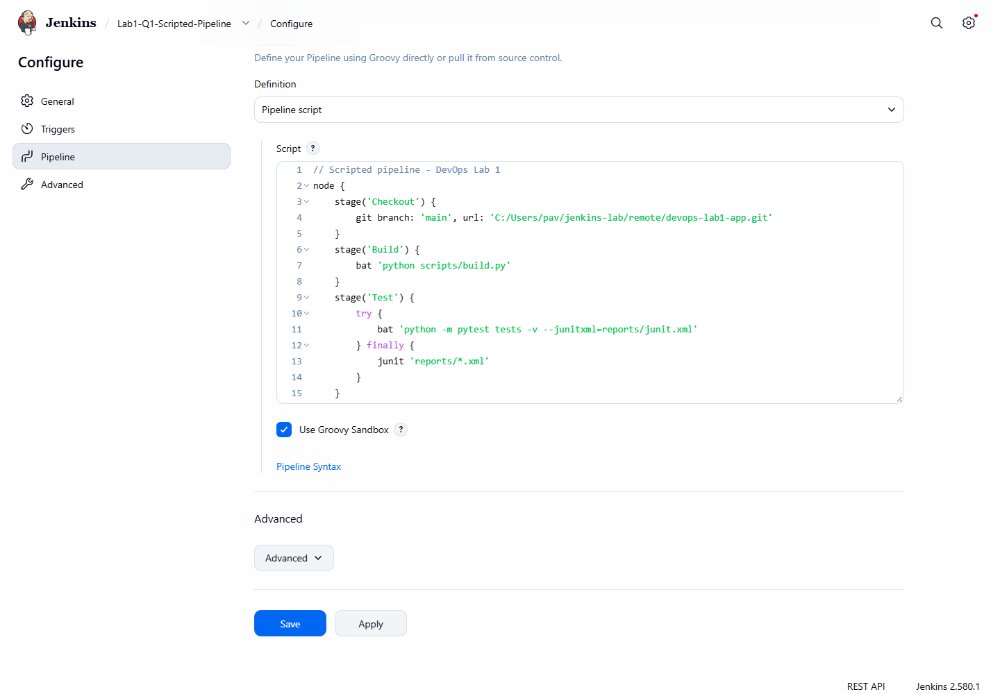 Jenkins / Lab1-Q1-Scripted-Pipeline / Configure
Configure
General
Triggers
Pipeline
Advanced
Define your Pipeline using Groovy directly or pull it from source control.
Definition
Pipeline script
Script ?
1 // Scripted pipeline - DevOps Lab 1
2 node {
3     stage('Checkout') {
4         git branch: 'main', url: 'C:/Users/pav/jenkins-lab/remote/devops-lab1-app.git'
5     }
6     stage('Build') {
7         bat 'python scripts/build.py'
8     }
9     stage('Test') {
10         try {
11             bat 'python -m pytest tests -v --junitxml=reports/junit.xml'
12         } finally {
13             junit 'reports/*.xml'
14         }
15     }
Use Groovy Sandbox ?
Pipeline Syntax
Advanced
Advanced
Save Apply
REST API Jenkins 2.580.1